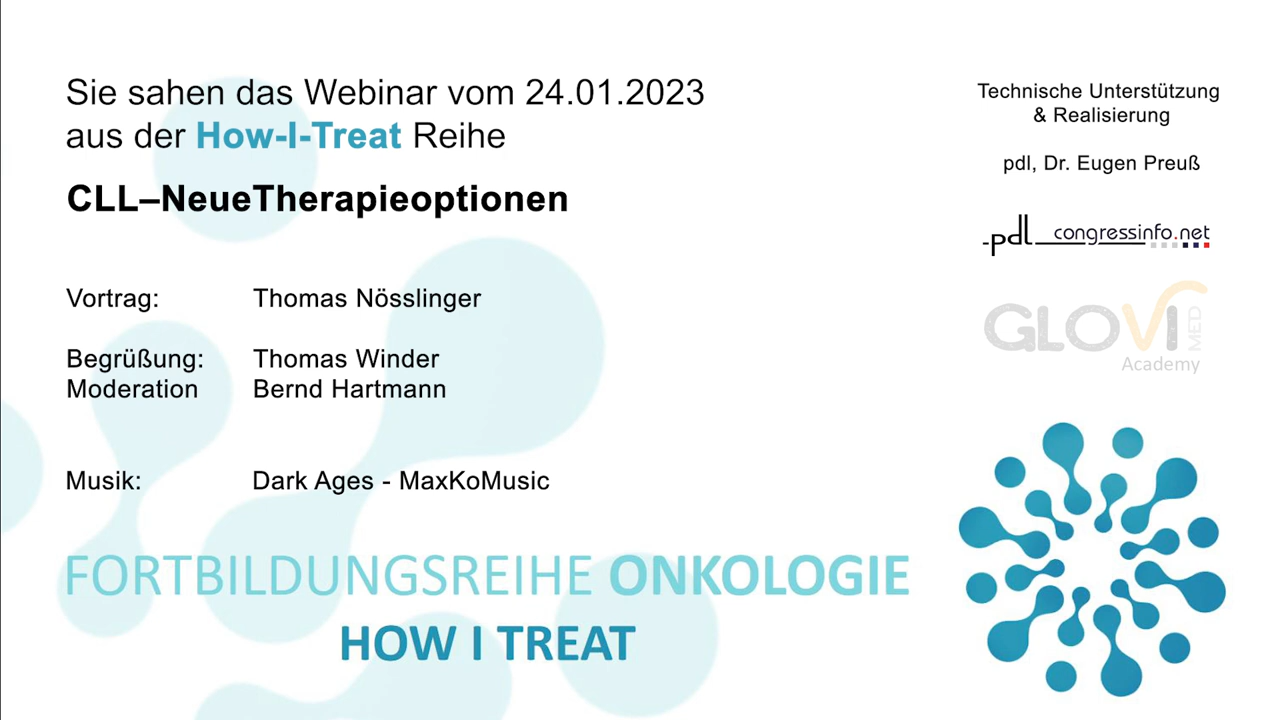 Sie sahen das Webinar vom 24.01.2023
aus der How-I-Treat Reihe
CLL–NeueTherapieoptionen
Vortrag: Thomas Nösslinger
Begrüßung: Thomas Winder
Moderation Bernd Hartmann
Musik: Dark Ages - MaxKoMusic
FORTBILDUNGSREIHE ONKOLOGIE
HOW I TREAT
Technische Unterstützung
& Realisierung
pdl, Dr. Eugen Preuß
pdl congressinfo.net
GLOVI MED
Academy